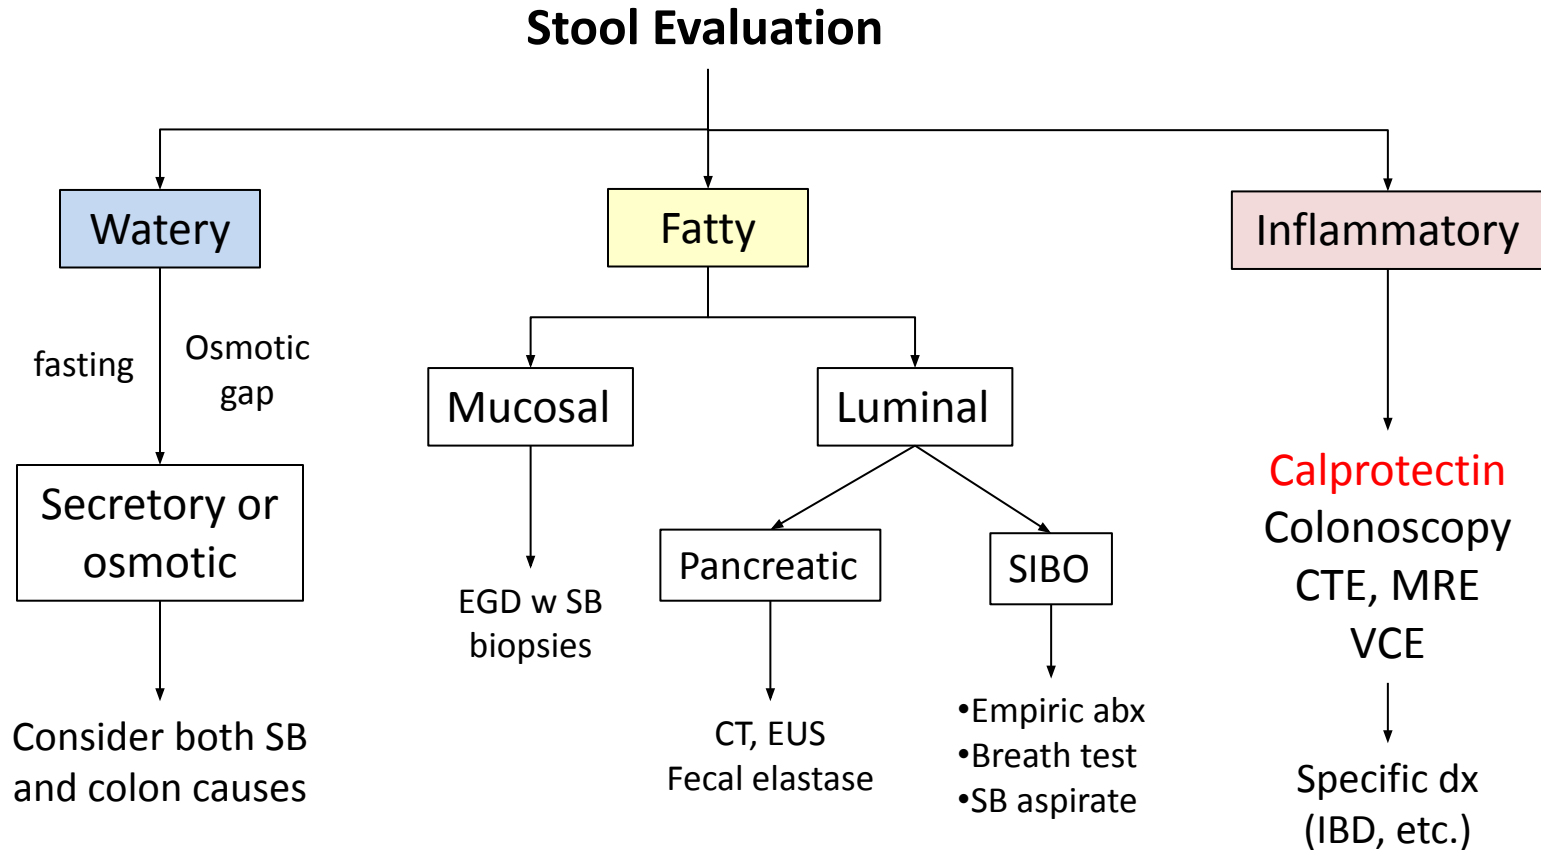 Stool Evaluation
Watery
Fatty
Inflammatory
fasting
Osmotic
gap
Mucosal
Luminal
Secretory or
osmotic
Pancreatic
SIBO
Calprotectin
Colonoscopy
CTE, MRE
VCE
EGD w SB
biopsies
Consider both SB
and colon causes
CT, EUS
Fecal elastase
•Empiric abx
•Breath test
•SB aspirate
Specific dx
(IBD, etc.)